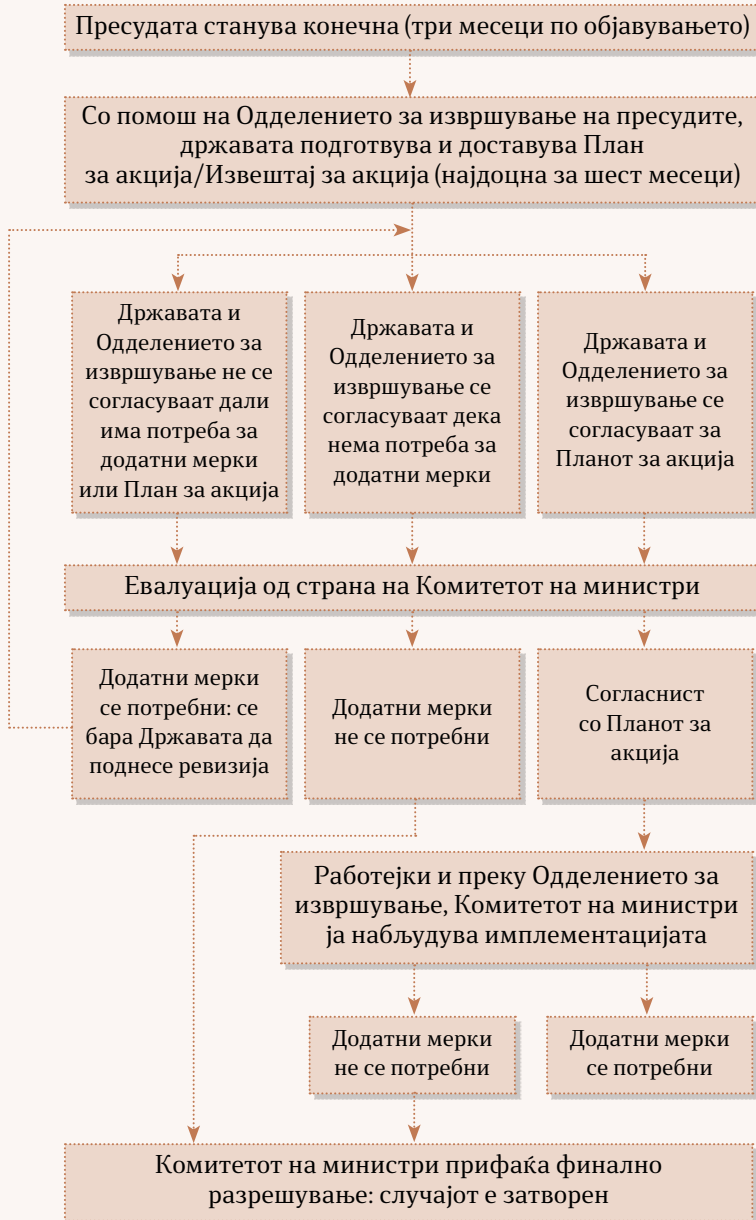 Пресудата станува конечна (три месеци по објавувањето)
Со помош на Одделението за извршување на пресудите,
државата подготвува и доставува План
за акција/Извештај за акција (најдоцна за шест месеци)
Државата и
Одделението за
извршување не се
согласуваат дали
има потреба за
додатни мерки
или План за акција
Државата и
Одделението за
извршување се
согласуваат дека
нема потреба за
додатни мерки
Државата и
Одделението за
извршување се
согласуваат за
Планот за акција
Евалуација од страна на Комитетот на министри
Додатни мерки
се потребни: се
бара Државата да
поднесе ревизија
Додатни мерки
не се потребни
Согласнист
со Планот за
акција
Работејки и преку Одделението за
извршување, Комитетот на министри
ја набљудува имплементацијата
Додатни мерки
не се потребни
Додатни мерки
се потребни
Комитетот на министри прифаќа финално
разрешување: случајот е затворен